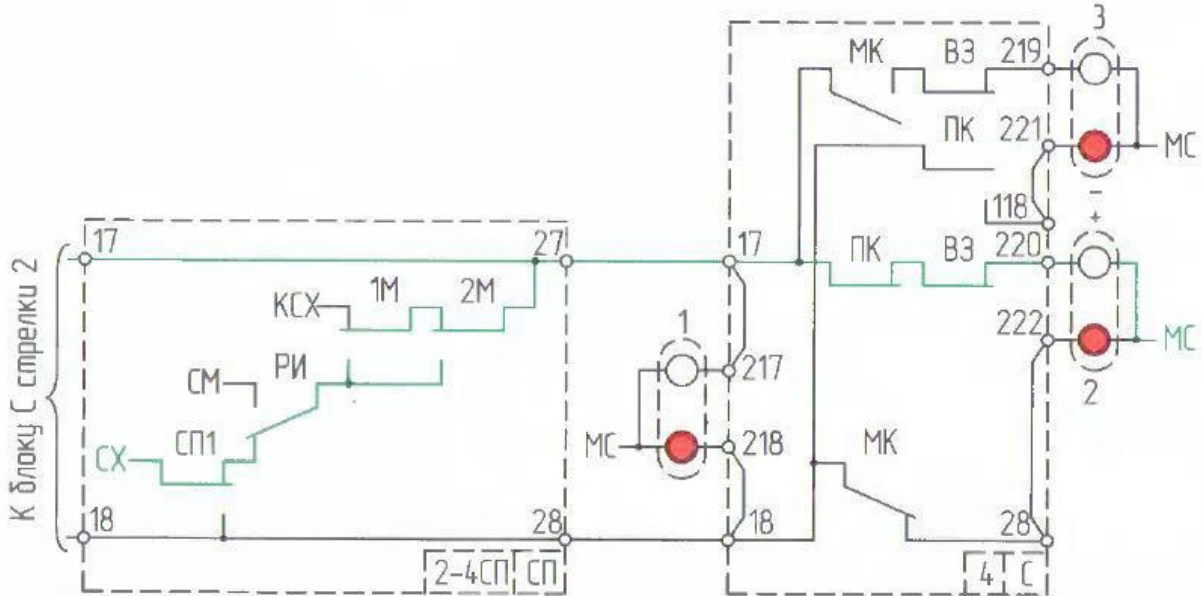 К блоку С стрелки 2
17
27
КСХ
1М
2М
РИ
СМ
СП1
СХ
18
28
2-4СП
СП
1
МС
17
217
218
18
МК
ВЗ
219
3
ПК
221
МС
118
-
+
ПК
ВЗ
220
МС
222
2
МК
28
4
С